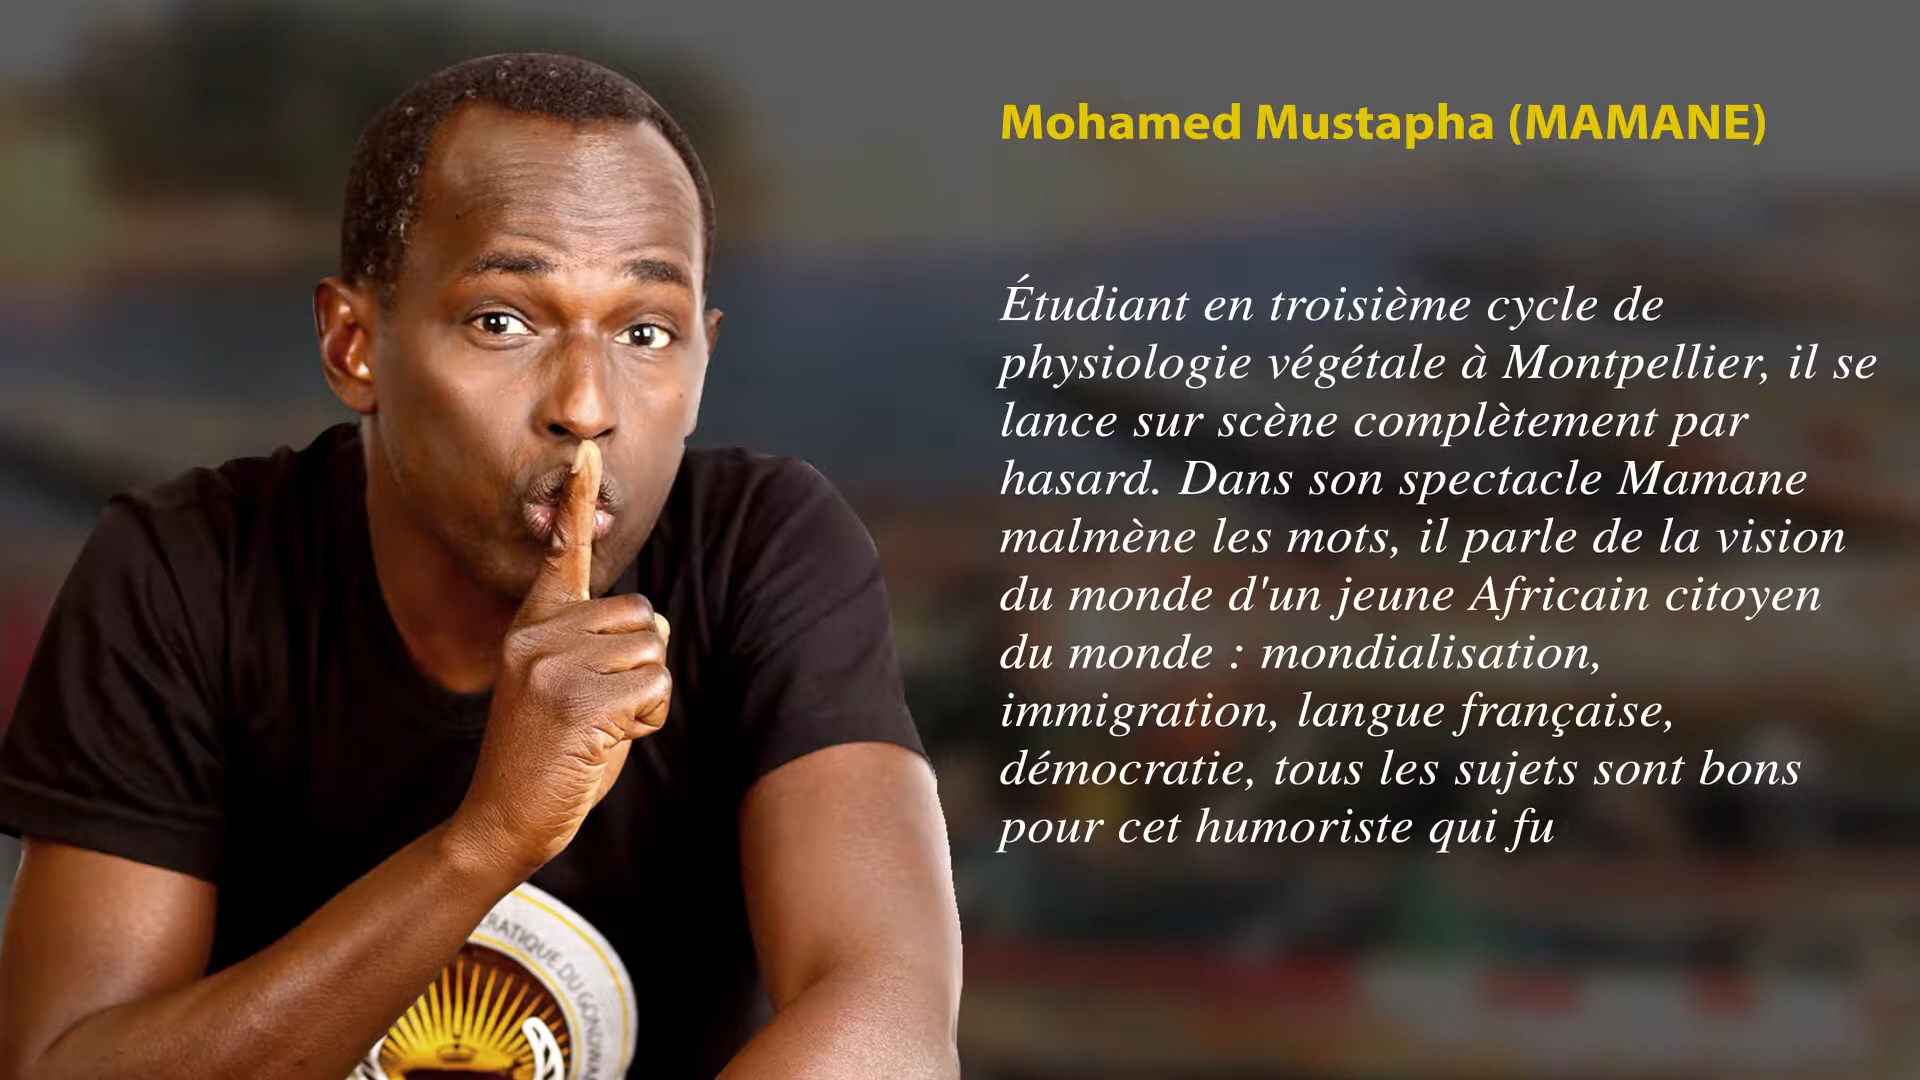 Mohamed Mustapha (MAMANE)
Étudiant en troisième cycle de
physiologie végétale à Montpellier, il se
lance sur scène complètement par
hasard. Dans son spectacle Mamane
malmène les mots, il parle de la vision
du monde d'un jeune Africain citoyen
du monde : mondialisation,
immigration, langue française,
démocratie, tous les sujets sont bons
pour cet humoriste qui fu
DU